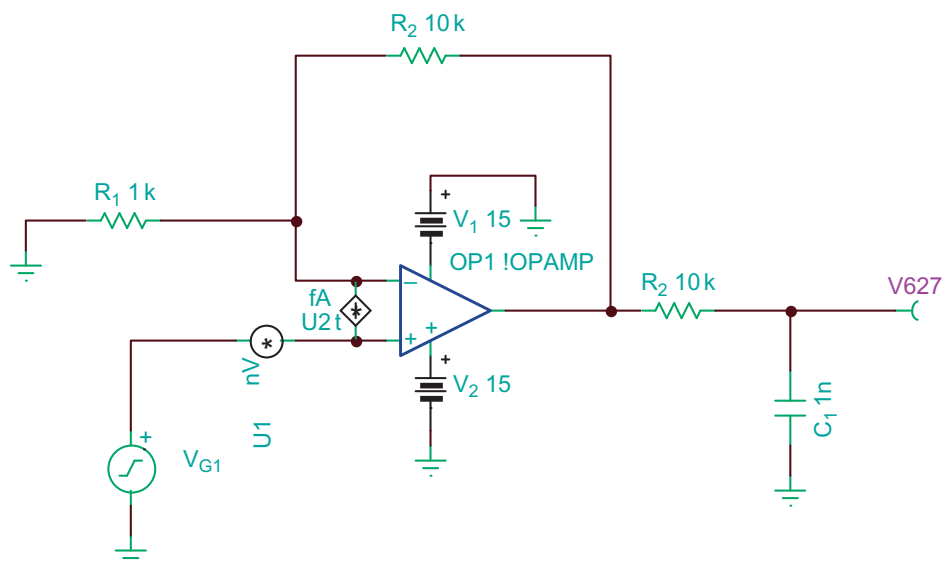 R₂ 10 k
R₁ 1 k
V₁ 15
OP1 !OPAMP
fA
U2 t
R₂ 10 k
V627
nV
U1
V₂ 15
C₁ 1n
V_G1